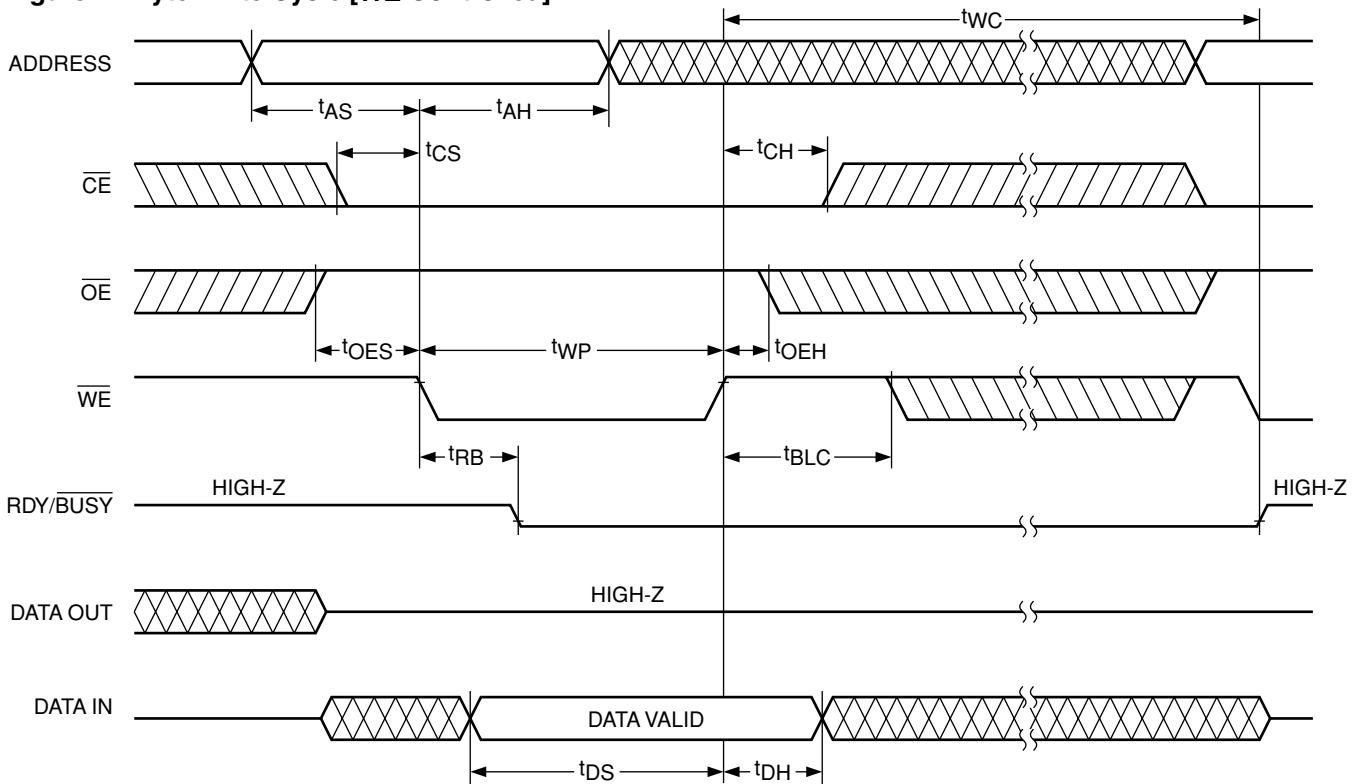 tWC
ADDRESS
tAS
tAH
tCS
tCH
CE
OE
tOES
tWP
tOEH
WE
tRB
tBLC
HIGH-Z
HIGH-Z
RDY/BUSY
HIGH-Z
DATA OUT
DATA IN
DATA VALID
tDS
tDH